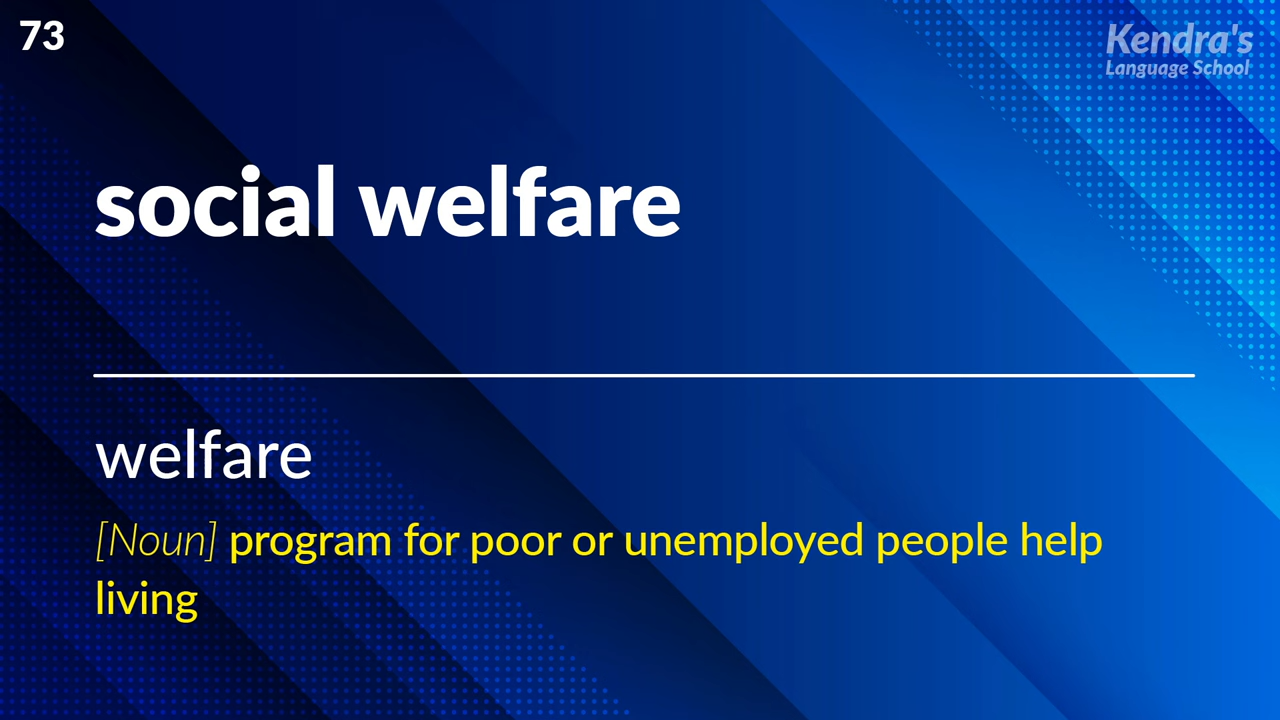 73
Kendra's
Language School
social welfare
welfare
[Noun] program for poor or unemployed people help
living